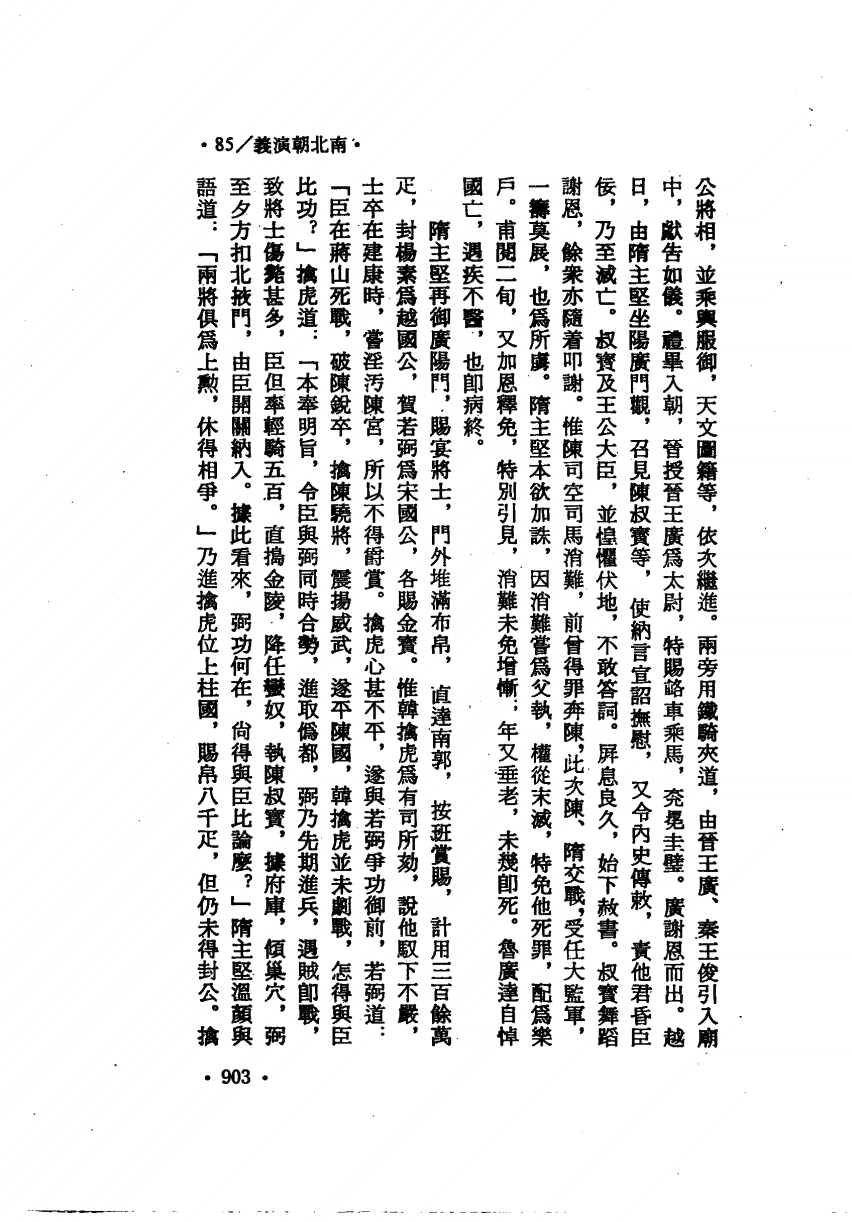 ·85/義演朝北南·
公將相，並乘輿服御，天文圖籍等，依次繼進。兩旁用鐵騎夾道，由晉王廣、秦王俊引入廟
中，獻告如儀。禮畢入朝，晉授晉王廣爲太尉，特賜輅車乘馬，袞冕圭璧。廣謝恩而出。越
日，由隋主堅坐陽廣門觀，召見陳叔寶等，使納言宣詔撫慰，又令內史傳敕，責他君昏臣
佞，乃至滅亡。叔寶及王公大臣，並惶懼伏地，不敢答詞。屏息良久，始下赦書。叔寶舞蹈
謝恩，餘衆亦隨着叩謝。惟陳司空司馬消難，前曾得罪奔陳，此次陳、隋交戰，受任大監軍，
一籌莫展，也爲所虜。隋主堅本欲加誅，因消難嘗爲父執，權從末減，特免他死罪，配爲樂
戶。甫閱二旬，又加恩釋免，特別引見，消難未免增慚；年又垂老，未幾卽死。魯廣達自悼
國亡，遇疾不醫，也卽病終。
隋主堅再御廣陽門，賜宴將士，門外堆滿布帛，直達南郭，按班賞賜，計用三百餘萬
疋，封楊素爲越國公，賀若弼爲宋國公，各賜金寶。惟韓擒虎爲有司所劾，說他馭下不嚴，
士卒在建康時，嘗淫汚陳宮，所以不得爵賞。擒虎心甚不平，遂與若弼爭功御前，若弼道：
「臣在蔣山死戰，破陳銳卒，擒陳驍將，震揚威武，遂平陳國，韓擒虎並未劇戰，怎得與臣
比功？」擒虎道：「本奉明旨，令臣與弼同時合勢，進取僞都，弼乃先期進兵，遇賊卽戰，
致將士傷斃甚多，臣但率輕騎五百，直搗金陵，降任蠻奴，執陳叔寶，據府庫，傾巢穴，弼
至夕方扣北掖門，由臣開關納入。據此看來，弼功何在，尙得與臣比論麼？」隋主堅溫顏與
語道：「兩將俱爲上勳，休得相爭。」乃進擒虎位上柱國，賜帛八千疋，但仍未得封公。擒
·903·